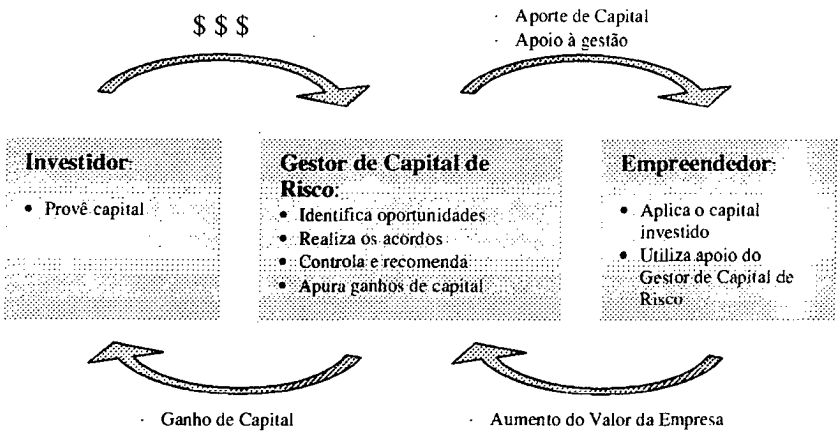 $ $ $
· Aporte de Capital
· Apoio à gestão
Investidor:
• Provê capital
Gestor de Capital de
Risco:
• Identifica oportunidades
• Realiza os acordos
• Controla e recomenda
• Apura ganhos de capital
Empreendedor:
• Aplica o capital
investido
• Utiliza apoio do
Gestor de Capital de
Risco
· Ganho de Capital
· Aumento do Valor da Empresa